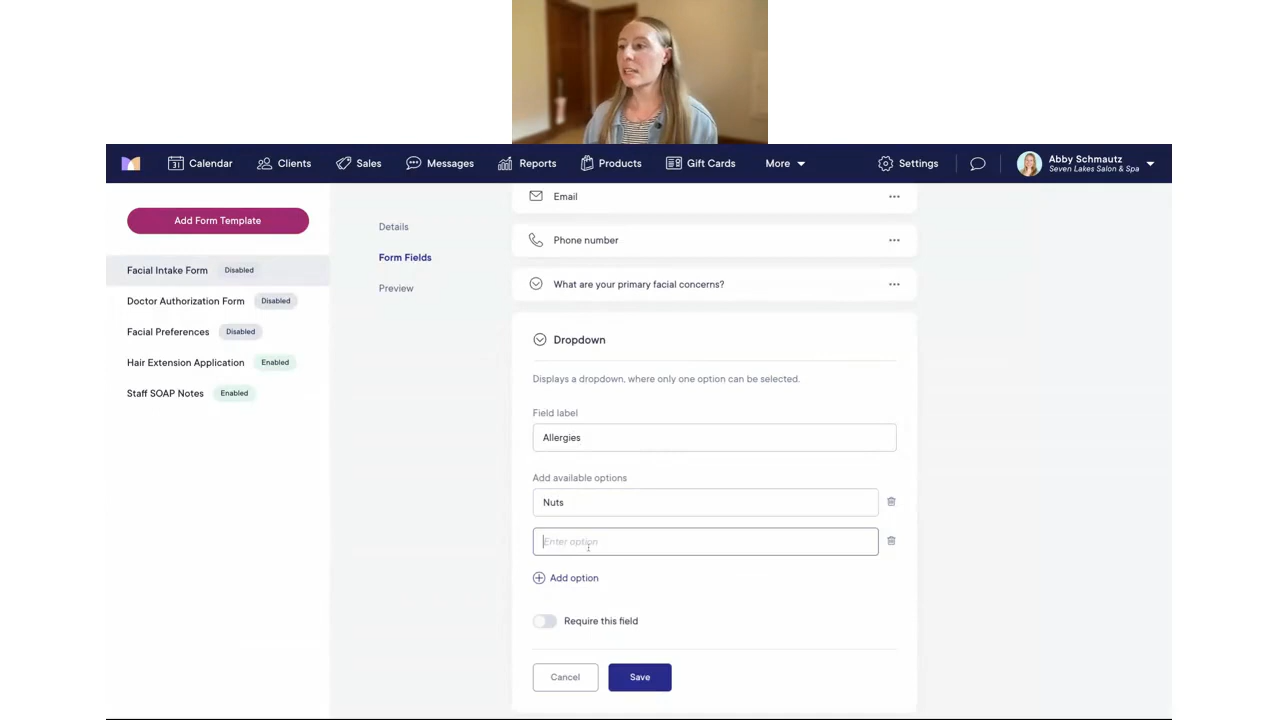 Calendar Clients Sales Messages Reports Products Gift Cards More Settings Abby Schmautz
Seven Lakes Salon & Spa
Add Form Template
Facial Intake Form Disabled
Doctor Authorization Form Disabled
Facial Preferences Disabled
Hair Extension Application Enabled
Staff SOAP Notes Enabled
Details
Form Fields
Preview
Email
Phone number
What are your primary facial concerns?
Dropdown
Displays a dropdown, where only one option can be selected.
Field label
Allergies
Add available options
Nuts
Enter option
Add option
Require this field
Cancel Save